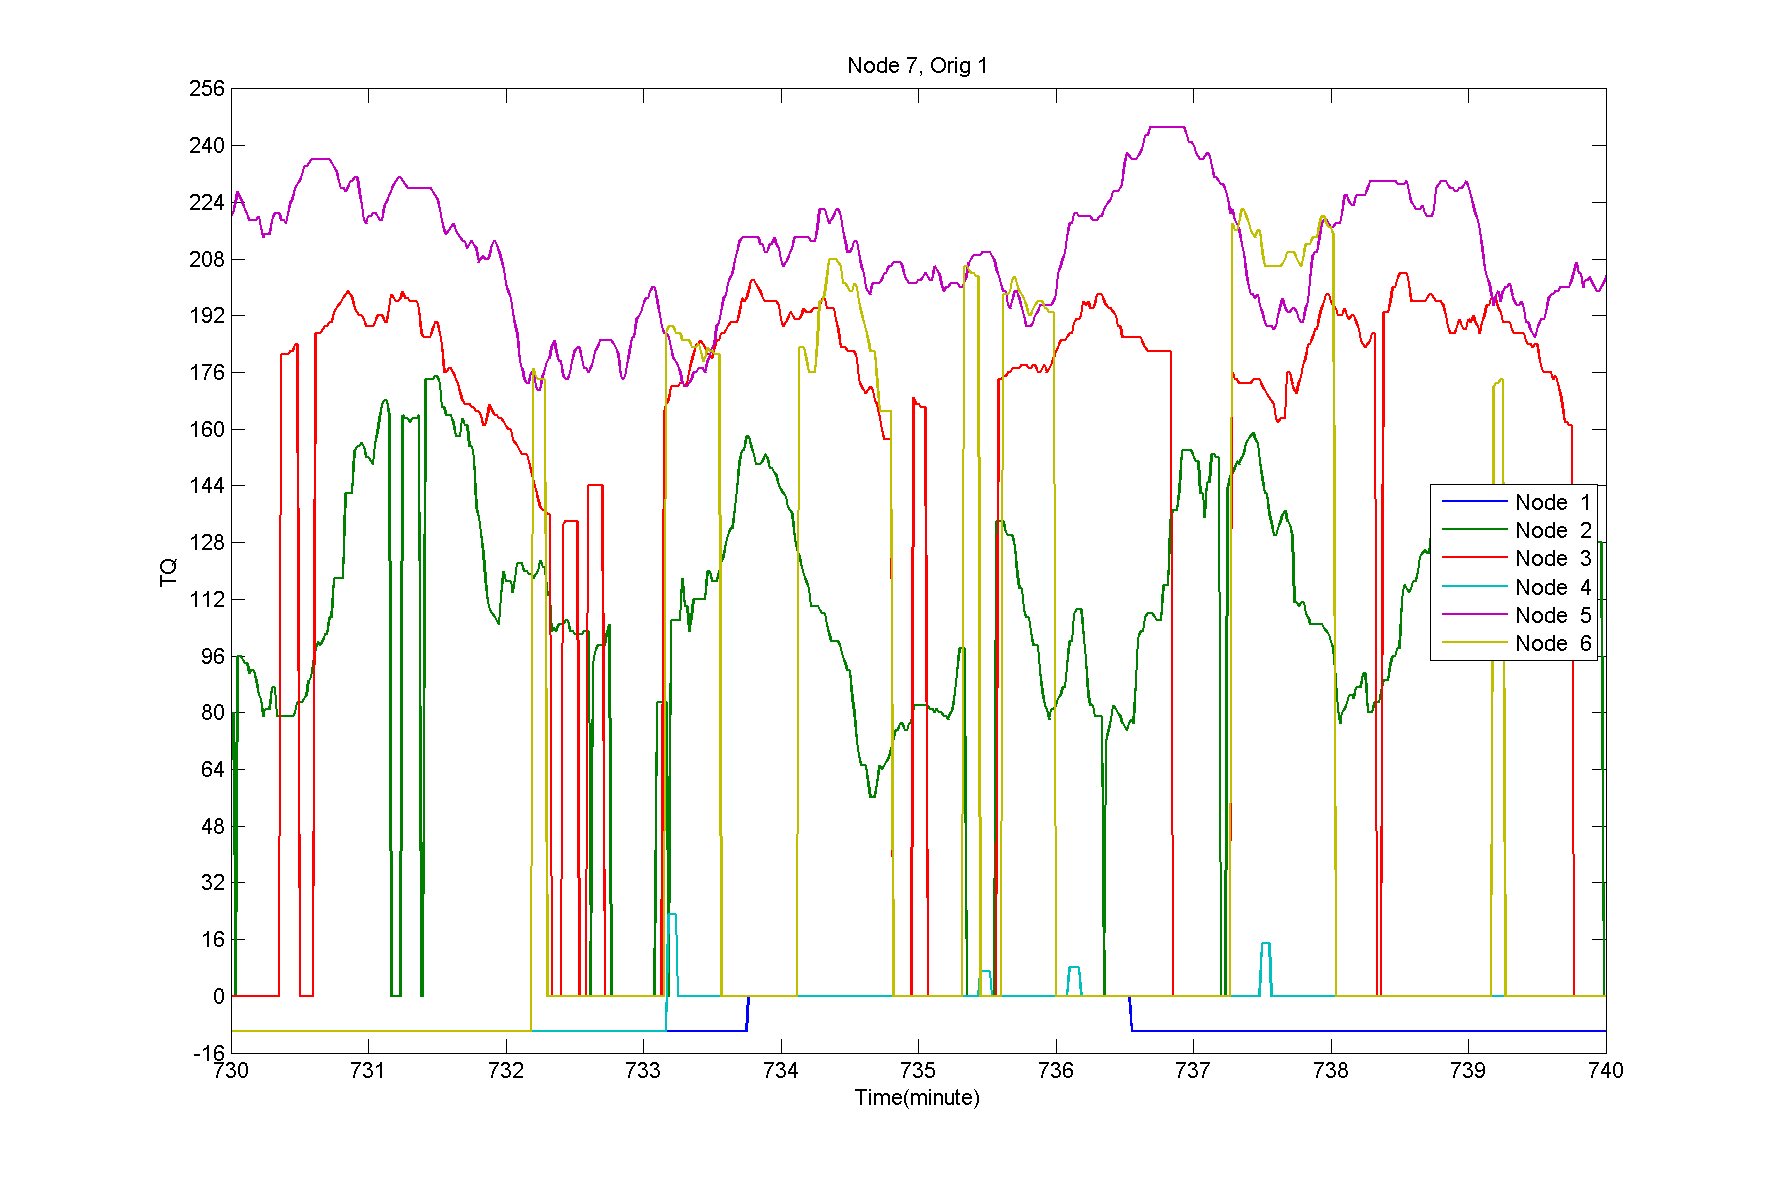 Node 7, Orig 1
256
240
224
208
192
176
160
144
128
112
96
80
64
48
32
16
0
-16
TQ
730 731 732 733 734 735 736 737 738 739 740
Time(minute)
Node 1
Node 2
Node 3
Node 4
Node 5
Node 6